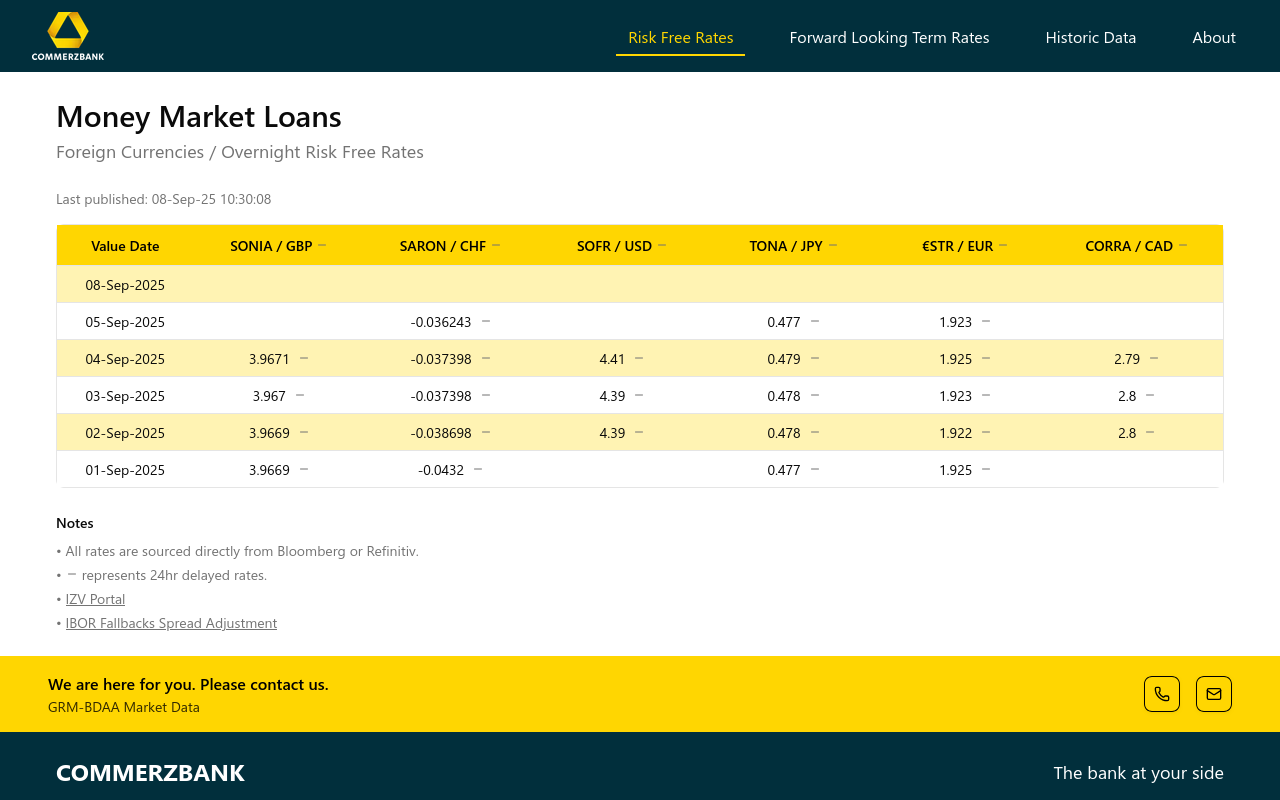 COMMERZBANK
Risk Free Rates Forward Looking Term Rates Historic Data About
Money Market Loans
Foreign Currencies / Overnight Risk Free Rates
Last published: 08-Sep-25 10:30:08
Value Date SONIA / GBP – SARON / CHF – SOFR / USD – TONA / JPY – €STR / EUR – CORRA / CAD –
08-Sep-2025
05-Sep-2025 -0.036243 – 0.477 – 1.923 –
04-Sep-2025 3.9671 – -0.037398 – 4.41 – 0.479 – 1.925 – 2.79 –
03-Sep-2025 3.967 – -0.037398 – 4.39 – 0.478 – 1.923 – 2.8 –
02-Sep-2025 3.9669 – -0.038698 – 4.39 – 0.478 – 1.922 – 2.8 –
01-Sep-2025 3.9669 – -0.0432 – 0.477 – 1.925 –
Notes
• All rates are sourced directly from Bloomberg or Refinitiv.
• – represents 24hr delayed rates.
• IZV Portal
• IBOR Fallbacks Spread Adjustment
We are here for you. Please contact us.
GRM-BDAA Market Data
COMMERZBANK The bank at your side